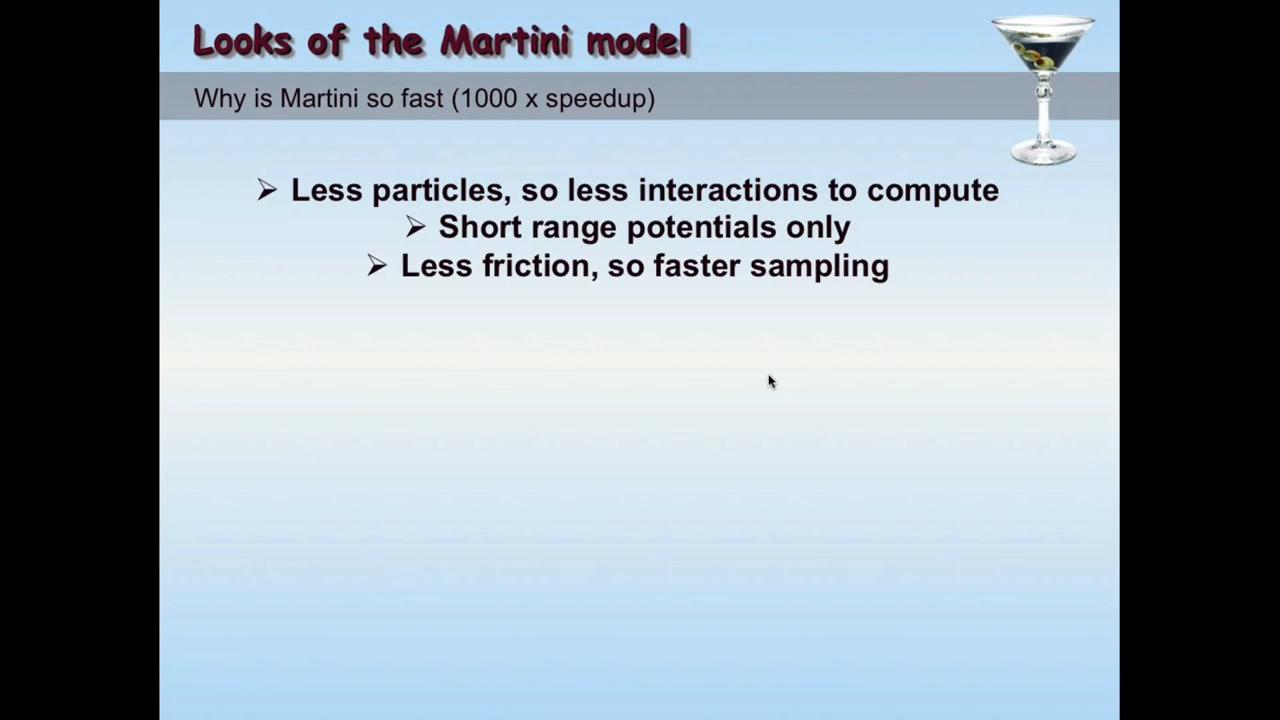 Looks of the Martini model
Why is Martini so fast (1000 x speedup)
➢ Less particles, so less interactions to compute
➢ Short range potentials only
➢ Less friction, so faster sampling